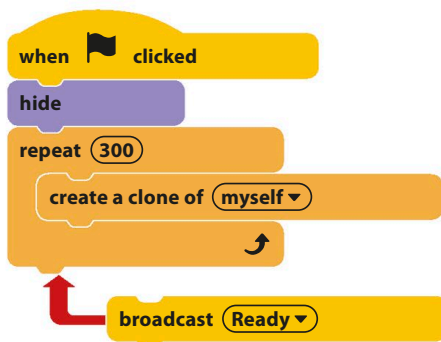 when clicked
hide
repeat 300
create a clone of myself
broadcast Ready